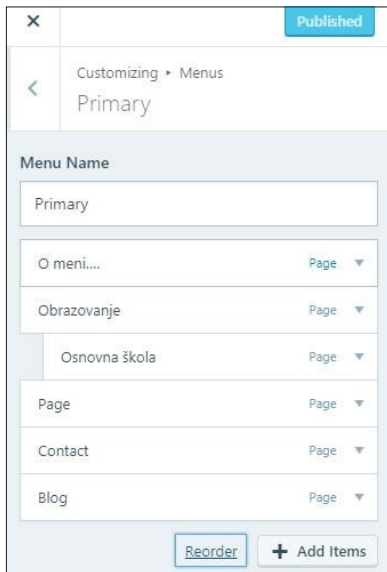 Published
Customizing ▸ Menus
Primary
Menu Name
Primary
O meni.... Page
Obrazovanje Page
Osnovna škola Page
Page Page
Contact Page
Blog Page
Reorder + Add Items